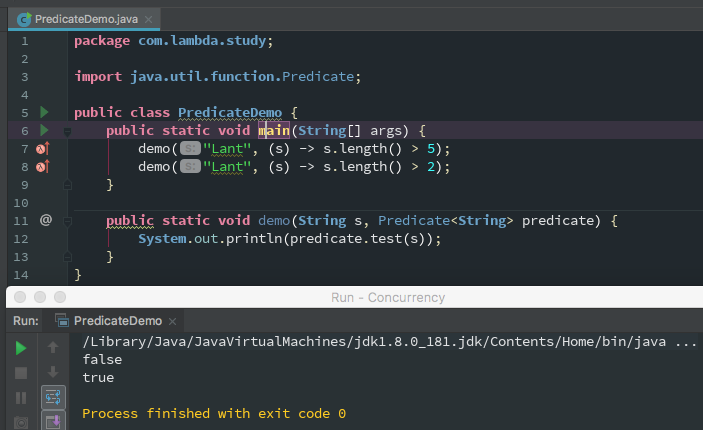 PredicateDemo.java ×
1 package com.lambda.study;
2
3 import java.util.function.Predicate;
4
5 public class PredicateDemo {
6     public static void main(String[] args) {
7         demo( s: "Lant", (s) -> s.length() > 5);
8         demo( s: "Lant", (s) -> s.length() > 2);
9     }
10
11 @ public static void demo(String s, Predicate<String> predicate) {
12         System.out.println(predicate.test(s));
13     }
14 }
Run - Concurrency
Run: PredicateDemo ×
/Library/Java/JavaVirtualMachines/jdk1.8.0_181.jdk/Contents/Home/bin/java ...
false
true
Process finished with exit code 0